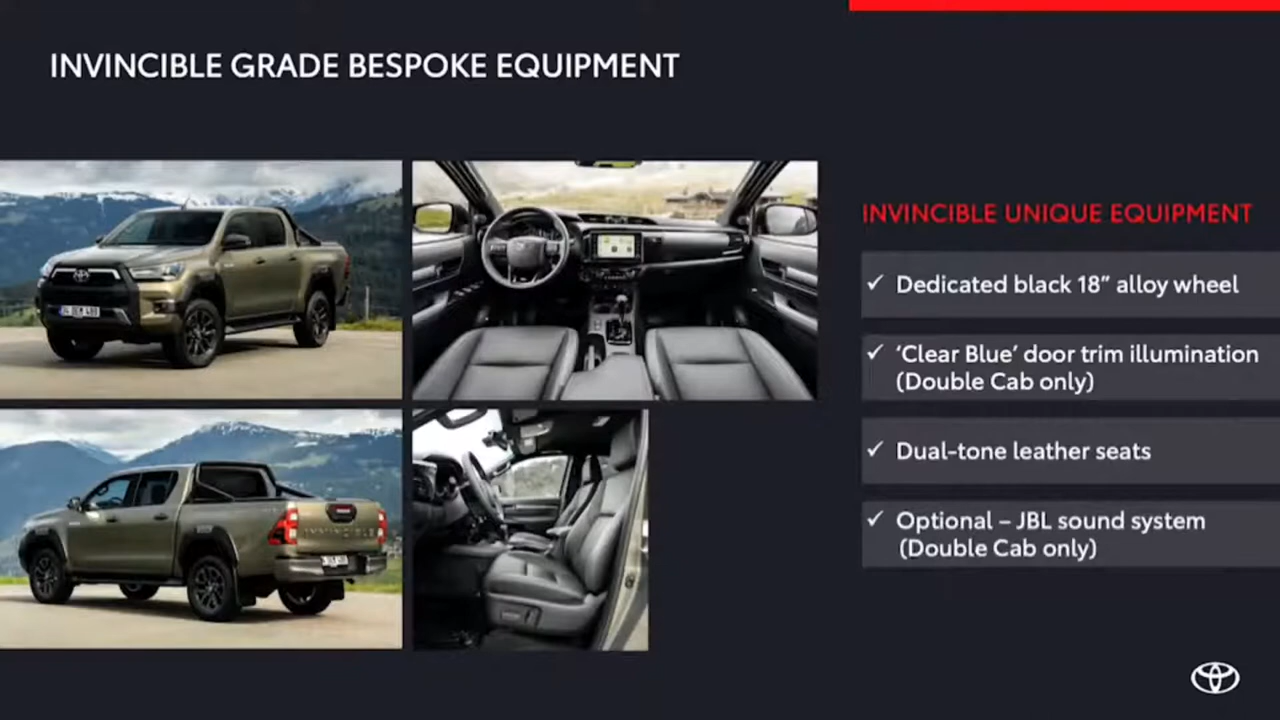 INVINCIBLE GRADE BESPOKE EQUIPMENT
INVINCIBLE UNIQUE EQUIPMENT
✓ Dedicated black 18” alloy wheel
✓ ‘Clear Blue’ door trim illumination
(Double Cab only)
✓ Dual-tone leather seats
✓ Optional – JBL sound system
(Double Cab only)
INVINCIBLE